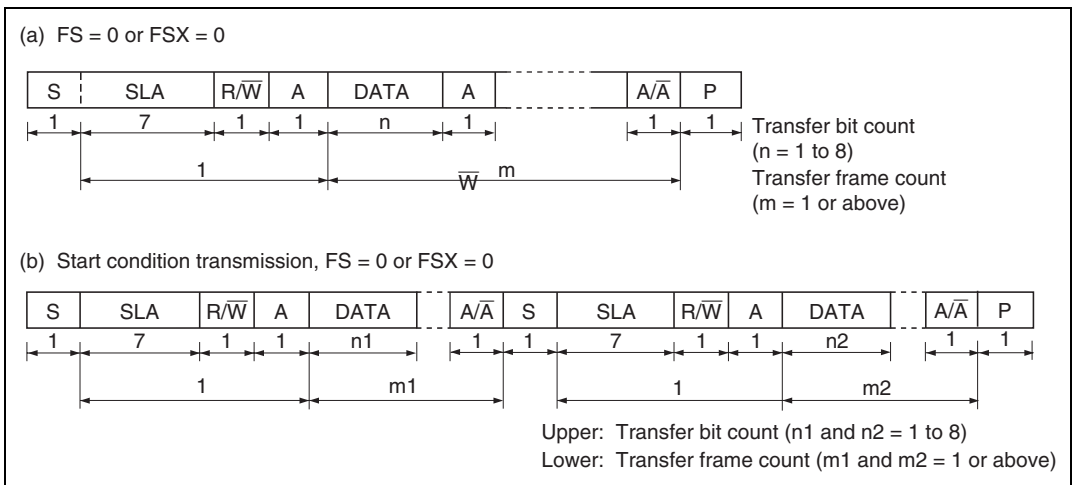 (a) FS = 0 or FSX = 0
S SLA R/W̅ A DATA A A/A̅ P
1 7 1 1 n 1 1 1 Transfer bit count
(n = 1 to 8)
1 m Transfer frame count
W̅ (m = 1 or above)
(b) Start condition transmission, FS = 0 or FSX = 0
S SLA R/W̅ A DATA A/A̅ S SLA R/W̅ A DATA A/A̅ P
1 7 1 1 n1 1 1 7 1 1 n2 1 1
1 m1 1 m2
Upper: Transfer bit count (n1 and n2 = 1 to 8)
Lower: Transfer frame count (m1 and m2 = 1 or above)